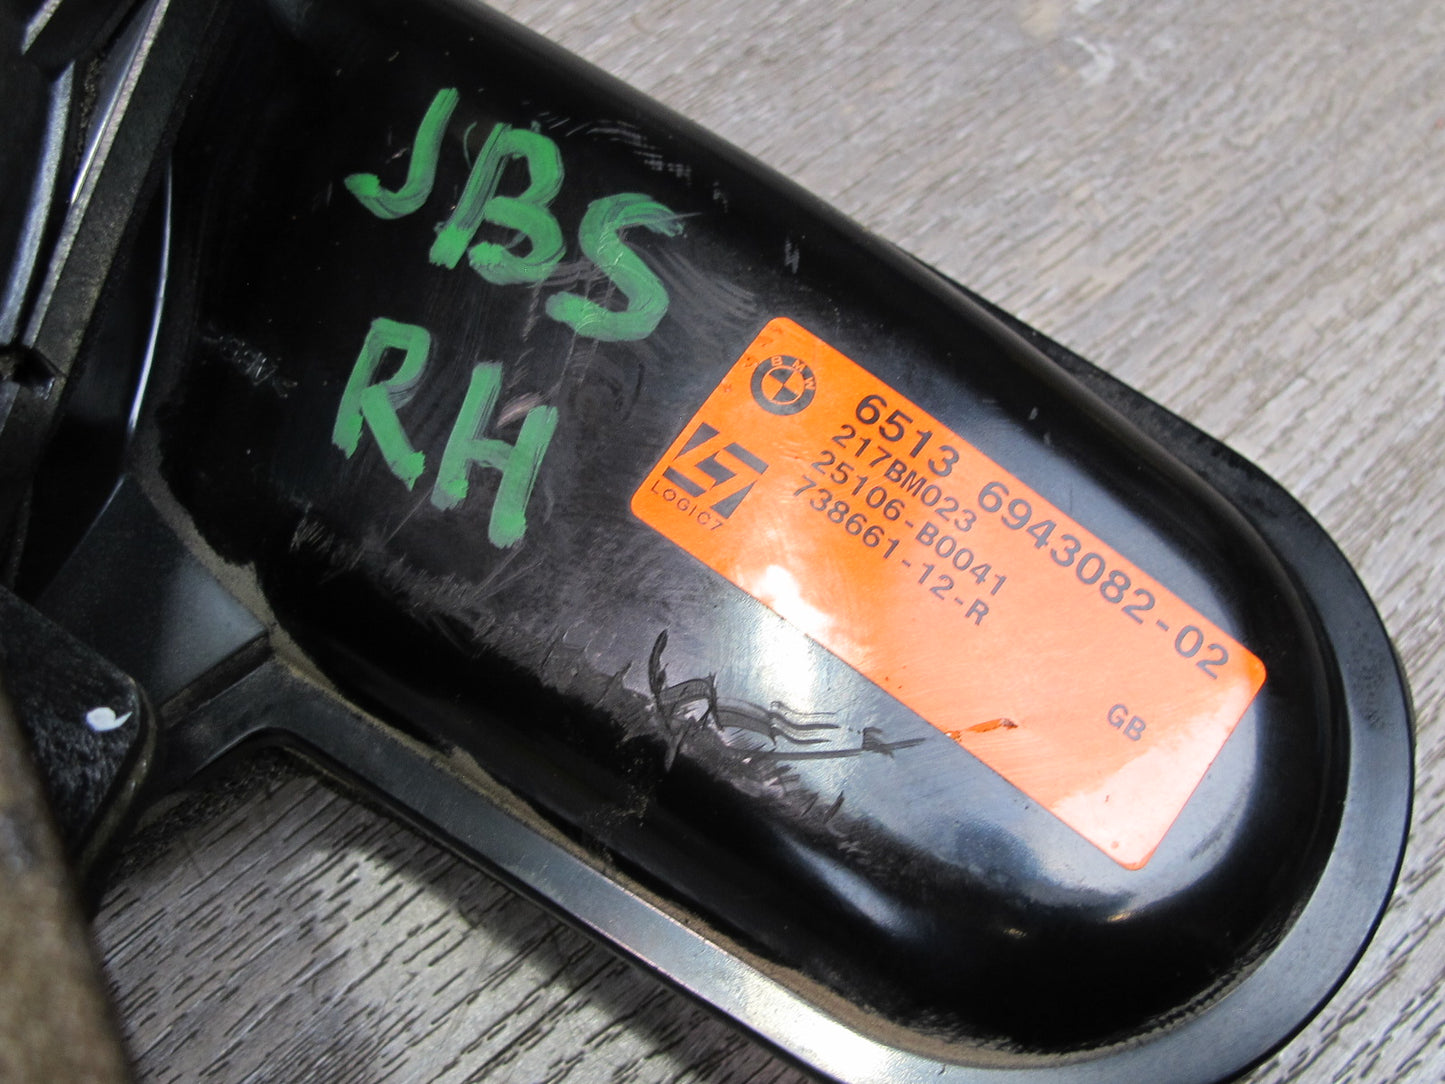 JBS
RH
BMW
6513 6943082-02
217BM023
25106-B0041
738661-12-R
LOGIC7
GB